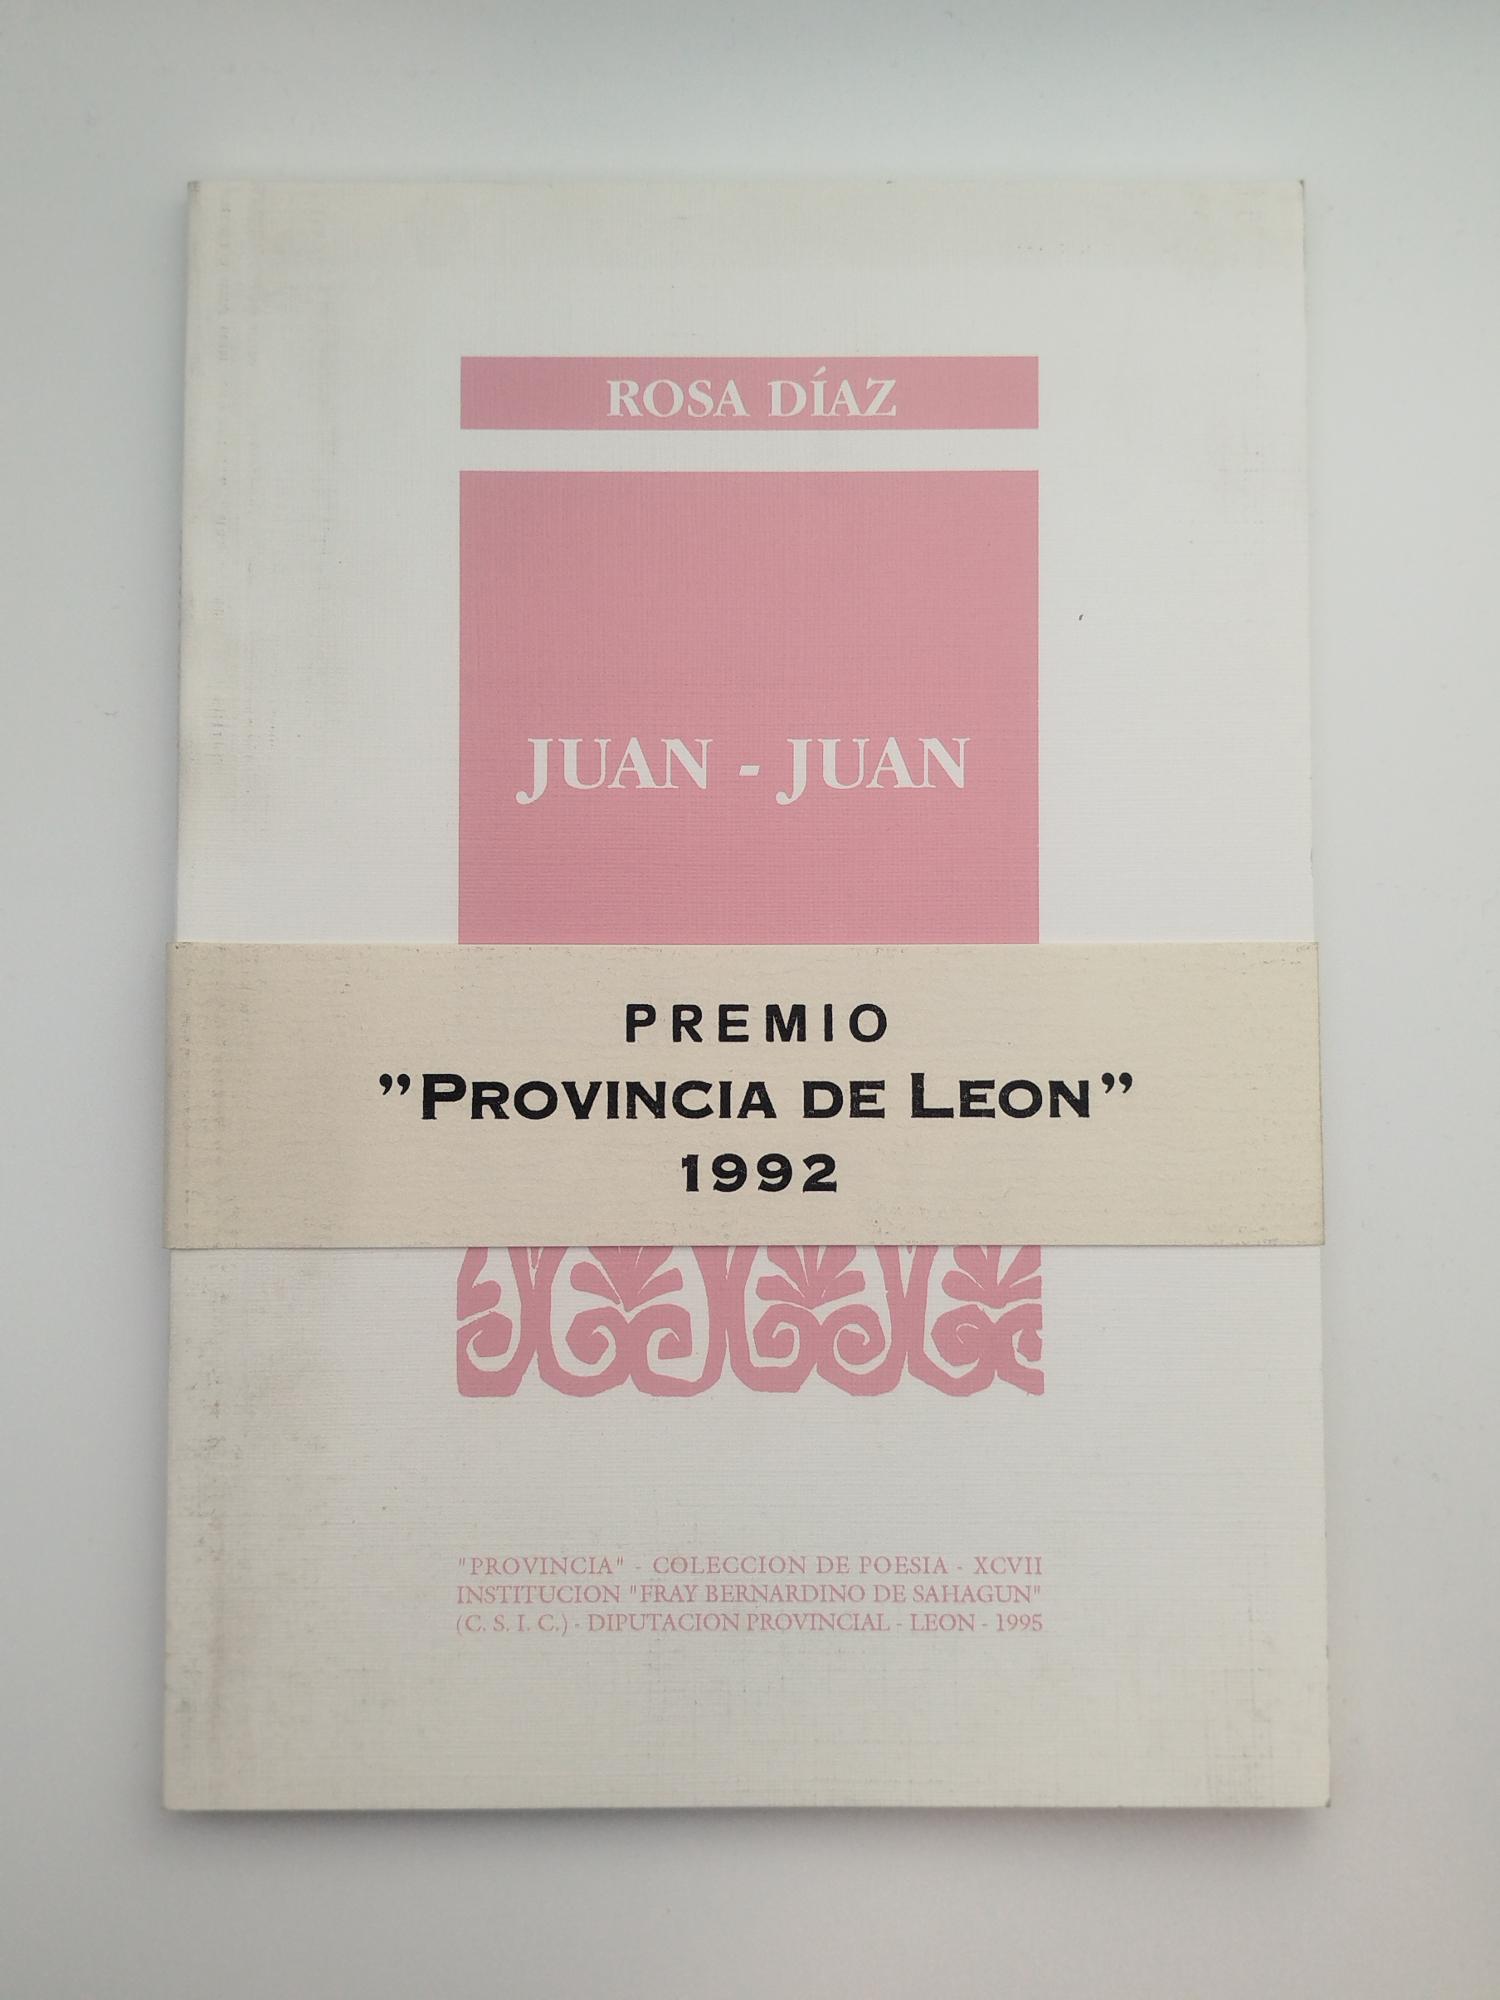 ROSA DÍAZ
JUAN - JUAN
PREMIO
”PROVINCIA DE LEON”
1992
"PROVINCIA" - COLECCION DE POESIA - XCVII
INSTITUCION "FRAY BERNARDINO DE SAHAGUN"
(C. S. I. C.) - DIPUTACION PROVINCIAL - LEON - 1995